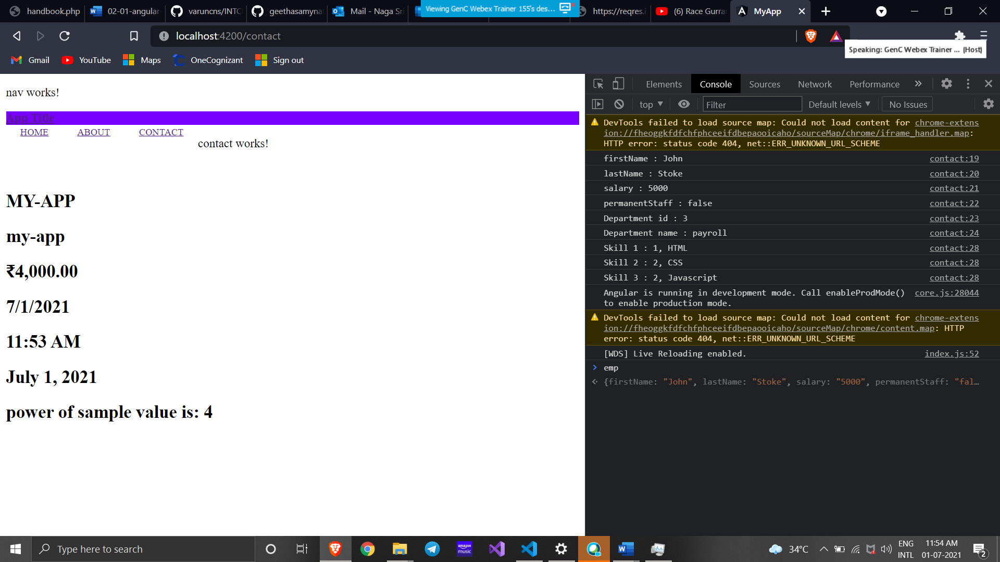 handbook.php
02-01-angular-
varuncns/INTC
geethasamyna
Mail - Naga Sri
Viewing GenC Webex Trainer 155's des...
https://reqres.i
(6) Race Gurra
MyApp
localhost:4200/contact
Speaking: GenC Webex Trainer ... (Host)
Gmail
YouTube
Maps
OneCognizant
Sign out
nav works!
App Title
HOME
ABOUT
CONTACT
contact works!
MY-APP
my-app
₹4,000.00
7/1/2021
11:53 AM
July 1, 2021
power of sample value is: 4
Elements
Console
Sources
Network
Performance
top
Filter
Default levels
No Issues
DevTools failed to load source map: Could not load content for chrome-extens
ion://fheoggkfdfchfphceeifdbepaooicaho/sourceMap/chrome/iframe_handler.map:
HTTP error: status code 404, net::ERR_UNKNOWN_URL_SCHEME
firstName : John contact:19
lastName : Stoke contact:20
salary : 5000 contact:21
permanentStaff : false contact:22
Department id : 3 contact:23
Department name : payroll contact:24
Skill 1 : 1, HTML contact:28
Skill 2 : 2, CSS contact:28
Skill 3 : 2, Javascript contact:28
Angular is running in development mode. Call enableProdMode() core.js:28044
to enable production mode.
DevTools failed to load source map: Could not load content for chrome-extens
ion://fheoggkfdfchfphceeifdbepaooicaho/sourceMap/chrome/content.map: HTTP
error: status code 404, net::ERR_UNKNOWN_URL_SCHEME
[WDS] Live Reloading enabled. index.js:52
emp
{firstName: "John", lastName: "Stoke", salary: "5000", permanentStaff: "fal…
Type here to search
amazon
music
34°C
ENG
INTL
11:54 AM
01-07-2021
2